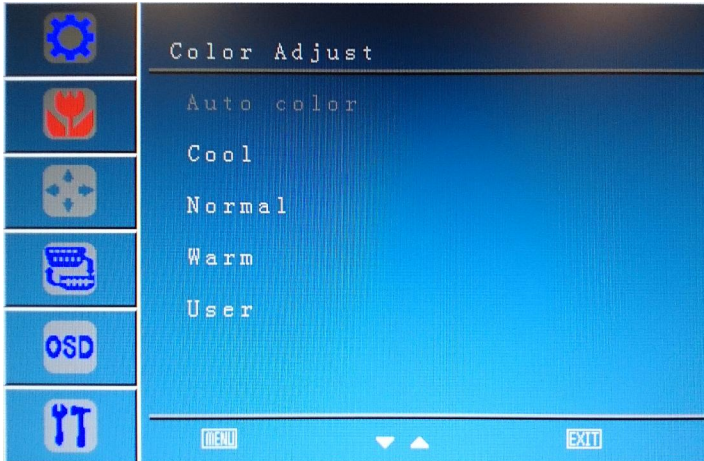 Color Adjust
Auto color
Cool
Normal
Warm
User
OSD
MENU
EXIT